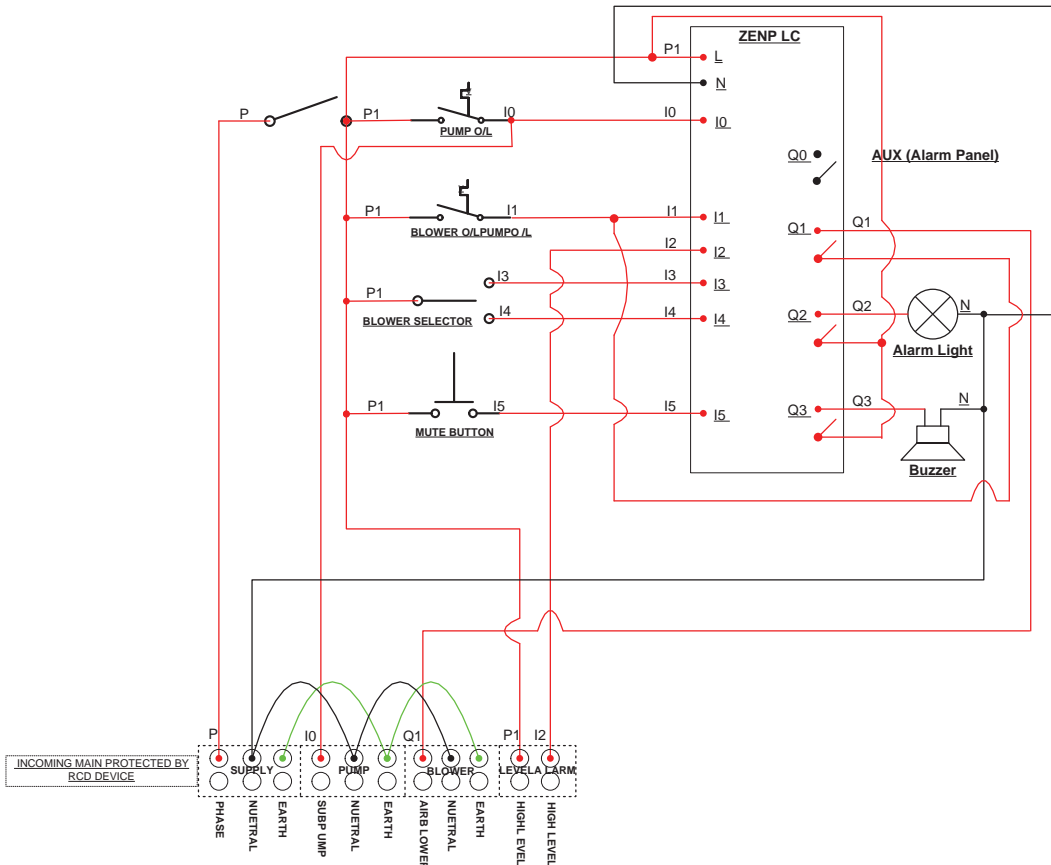 ZENP LC
P1
L
N
P
P1
I0
I0
I0
PUMP O/L
Q0
AUX (Alarm Panel)
P1
I1
I1
I1
BLOWER O/LPUMPO /L
Q1
Q1
I2
I2
P1
I3
I3
I3
I4
I4
I4
BLOWER SELECTOR
Q2
Q2
N
Alarm Light
P1
I5
I5
I5
MUTE BUTTON
Q3
Q3
N
Buzzer
P
I0
Q1
P1
I2
INCOMING MAIN PROTECTED BY
RCD DEVICE
SUPPLY
PUMP
BLOWER
LEVELA LARM
PHASE
NUETRAL
EARTH
SUBP UMP
NUETRAL
EARTH
AIRB LOWER
NUETRAL
EARTH
HIGHL EVEL
HIGH LEVEL